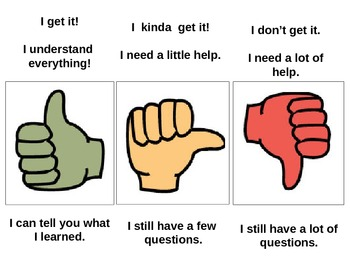 I get it!
I understand
everything!
I can tell you what
I learned.
I kinda get it!
I need a little help.
I still have a few
questions.
I don't get it.
I need a lot of
help.
I still have a lot of
questions.